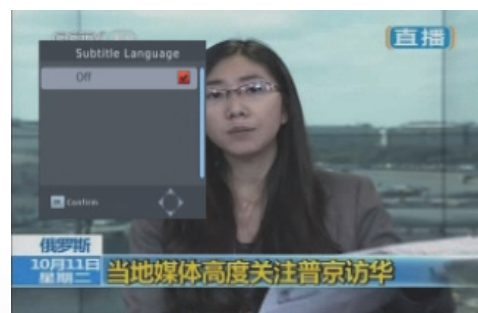 直播
Subtitle Language
Off
OK Confirm
俄罗斯
10月11日
星期二
当地媒体高度关注普京访华